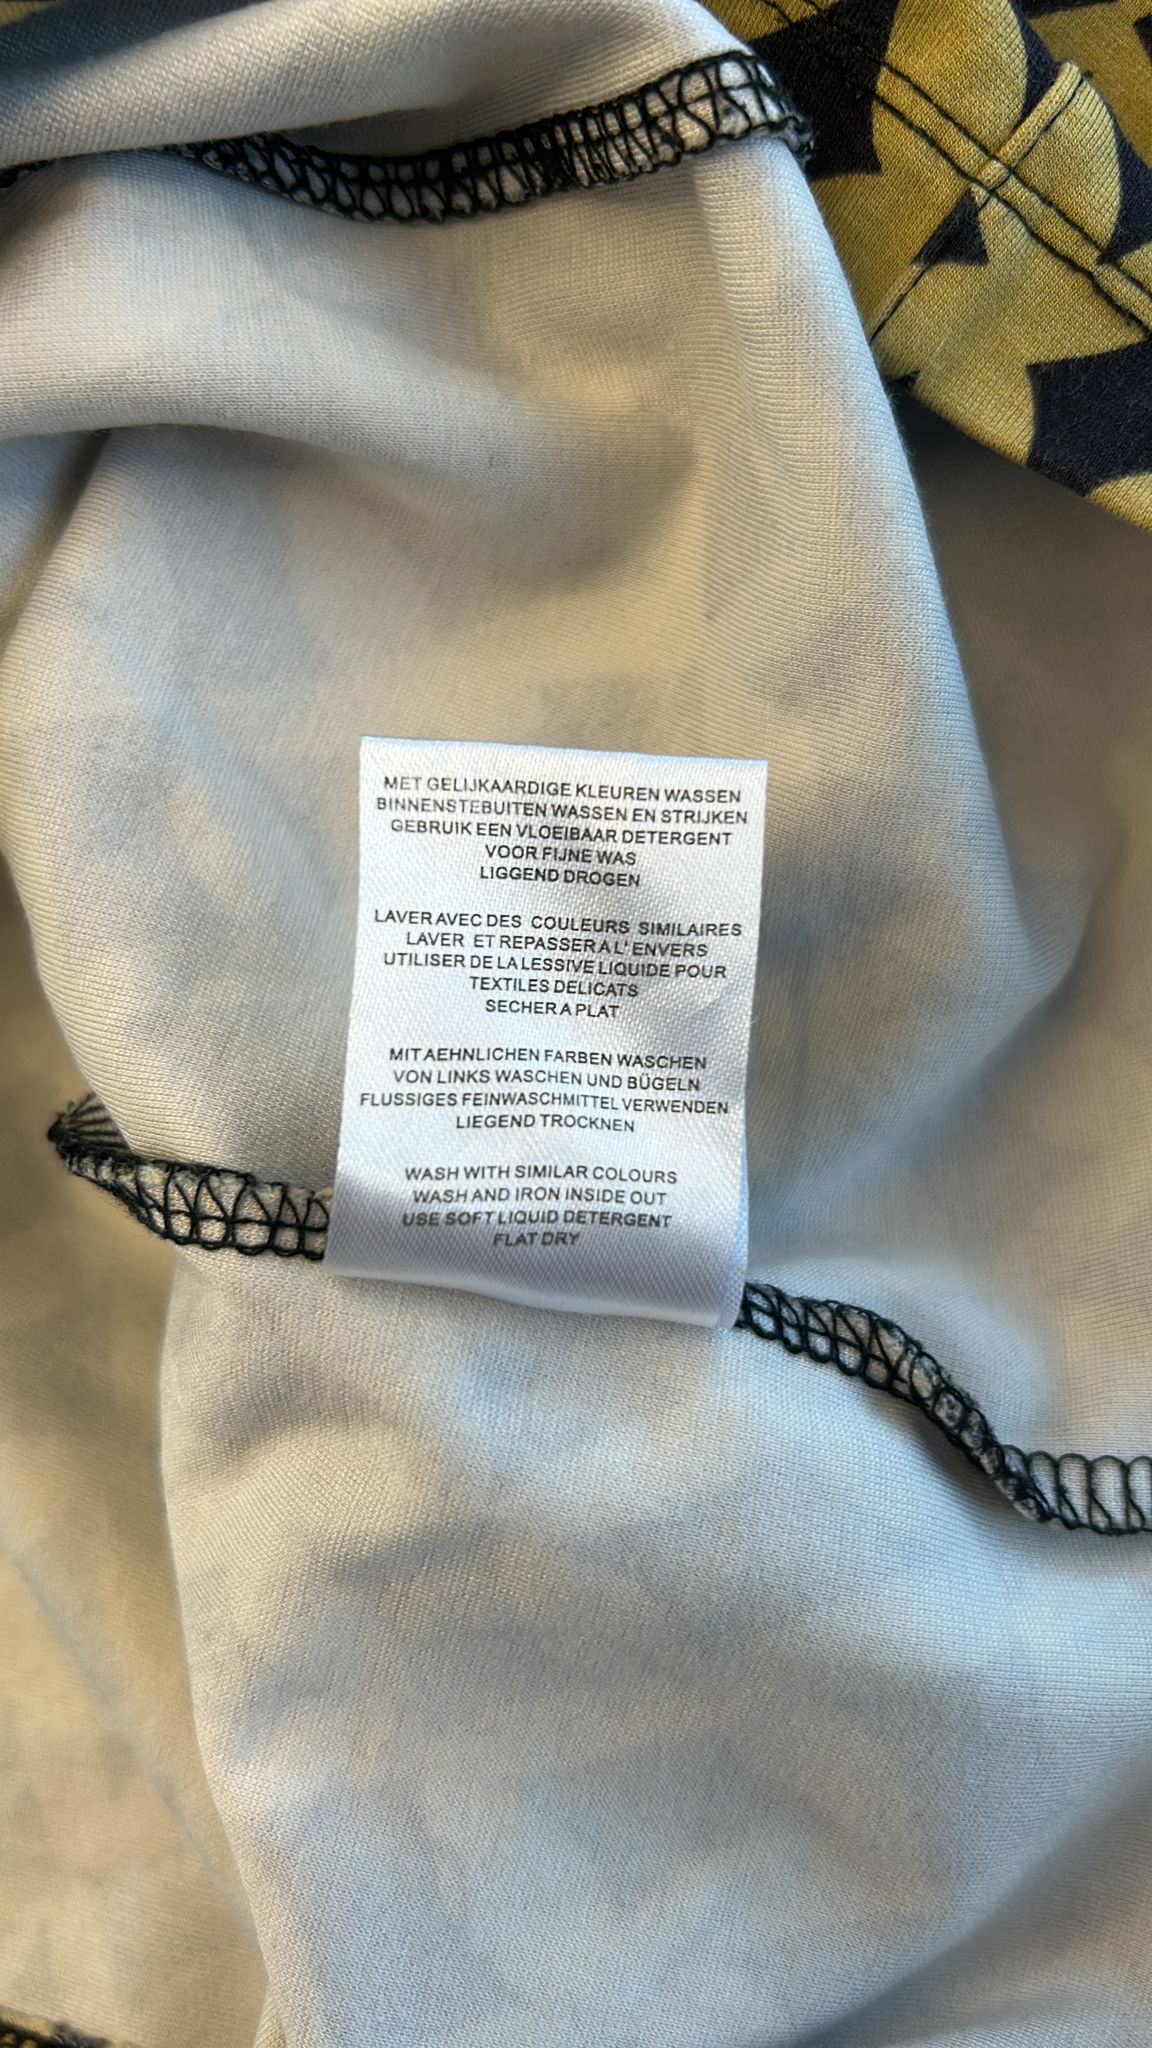 MET GELIJKAARDIGE KLEUREN WASSEN
BINNENSTEBUITEN WASSEN EN STRIJKEN
GEBRUIK EEN VLOEIBAAR DETERGENT
VOOR FIJNE WAS
LIGGEND DROGEN
LAVER AVEC DES COULEURS SIMILAIRES
LAVER ET REPASSER A L' ENVERS
UTILISER DE LA LESSIVE LIQUIDE POUR
TEXTILES DELICATS
SECHER A PLAT
MIT AEHNLICHEN FARBEN WASCHEN
VON LINKS WASCHEN UND BÜGELN
FLUSSIGES FEINWASCHMITTEL VERWENDEN
LIEGEND TROCKNEN
WASH WITH SIMILAR COLOURS
WASH AND IRON INSIDE OUT
USE SOFT LIQUID DETERGENT
FLAT DRY